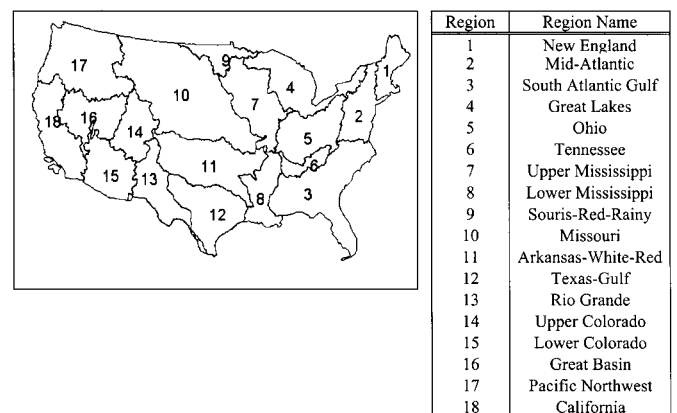 17
9
1
4
10
7
2
18
16
14
5
11
6
15
13
8
3
12
Region Region Name
1 New England
2 Mid-Atlantic
3 South Atlantic Gulf
4 Great Lakes
5 Ohio
6 Tennessee
7 Upper Mississippi
8 Lower Mississippi
9 Souris-Red-Rainy
10 Missouri
11 Arkansas-White-Red
12 Texas-Gulf
13 Rio Grande
14 Upper Colorado
15 Lower Colorado
16 Great Basin
17 Pacific Northwest
18 California